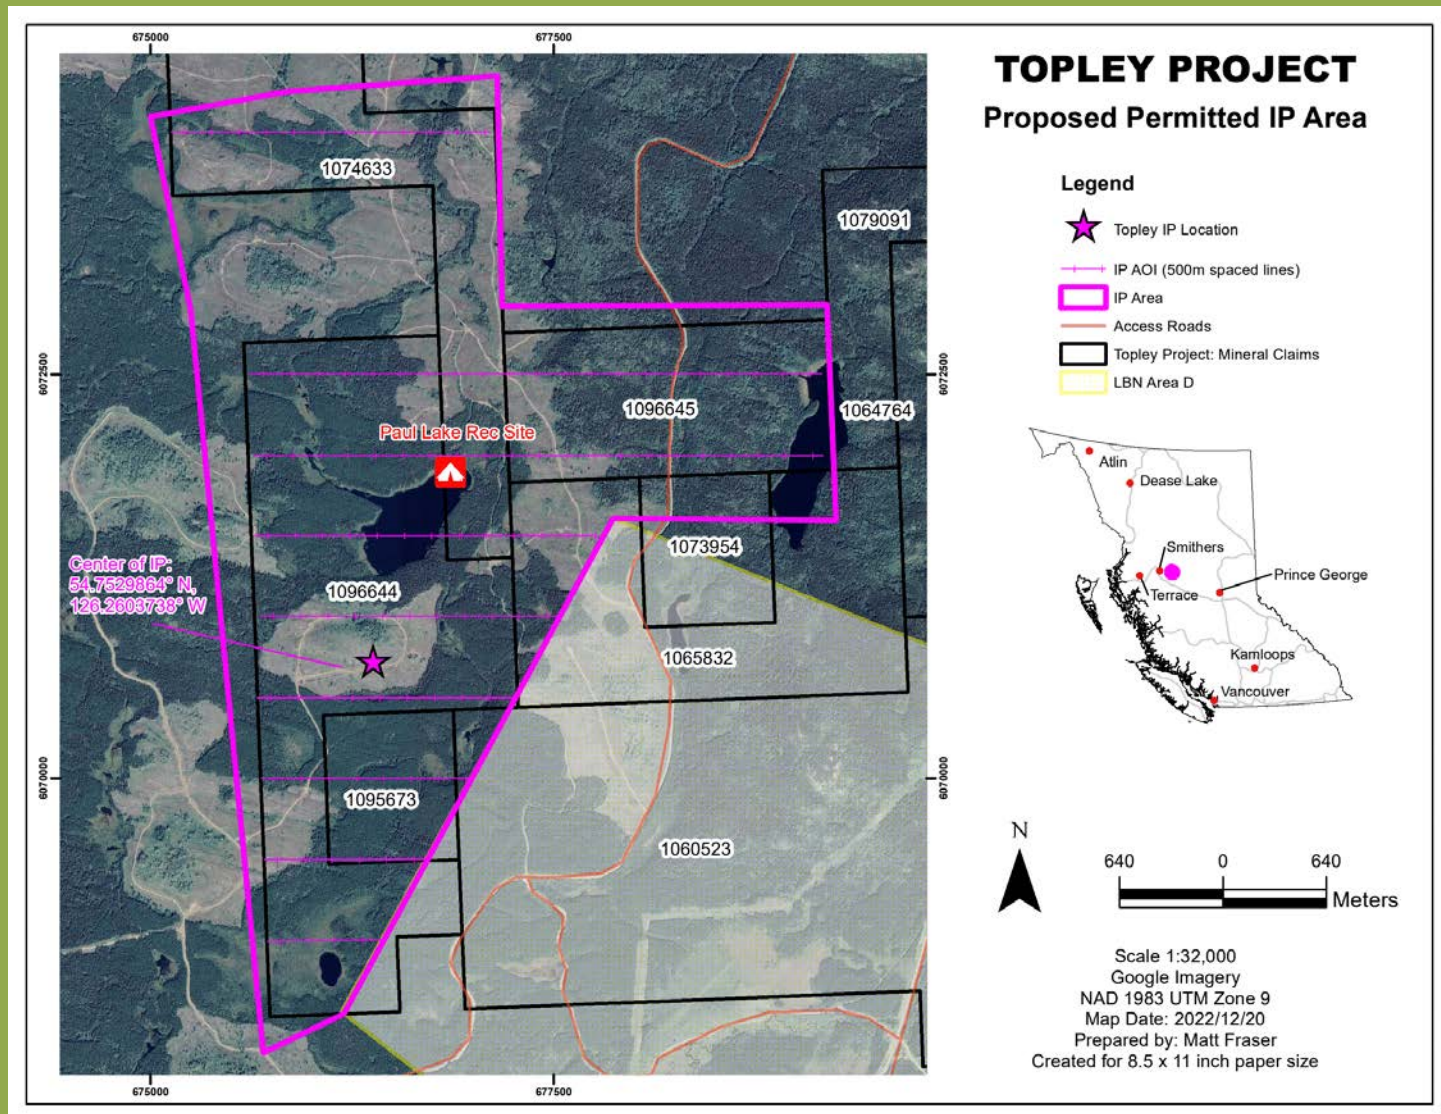 675000
677500
TOPLEY PROJECT
Proposed Permitted IP Area
Legend
Topley IP Location
IP AOI (500m spaced lines)
IP Area
Access Roads
Topley Project: Mineral Claims
LBN Area D
1074633
1079091
6072500
6072500
1096645
1064764
Paul Lake Rec Site
1073954
Center of IP:
54.7529864° N,
126.2603738° W
1096644
1065832
6070000
6070000
1095673
1060523
675000
677500
Atlin
Dease Lake
Smithers
Terrace
Prince George
Kamloops
Vancouver
N
640 0 640
Meters
Scale 1:32,000
Google Imagery
NAD 1983 UTM Zone 9
Map Date: 2022/12/20
Prepared by: Matt Fraser
Created for 8.5 x 11 inch paper size